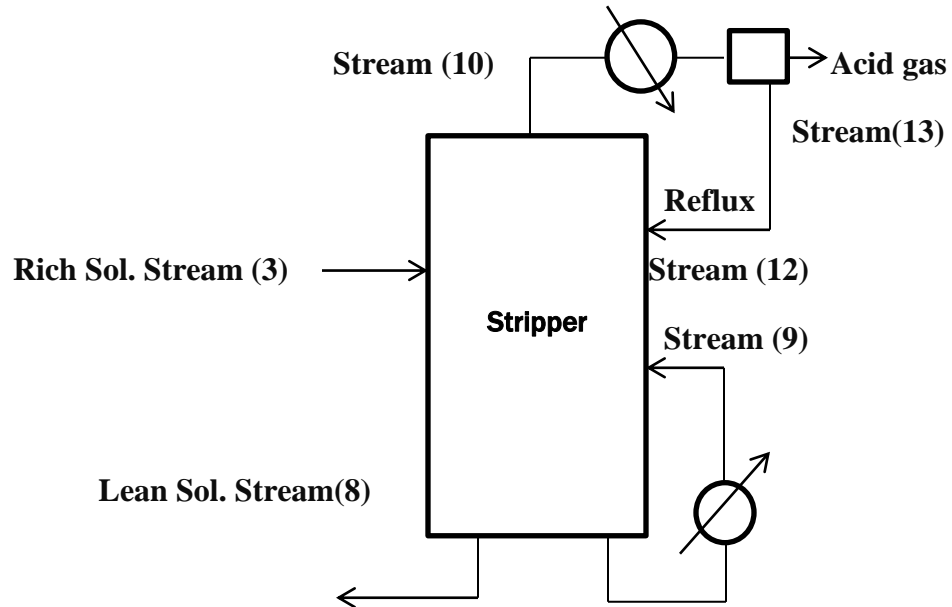 Stream (10)
Acid gas
Stream(13)
Reflux
Rich Sol. Stream (3)
Stream (12)
Stripper
Stream (9)
Lean Sol. Stream(8)